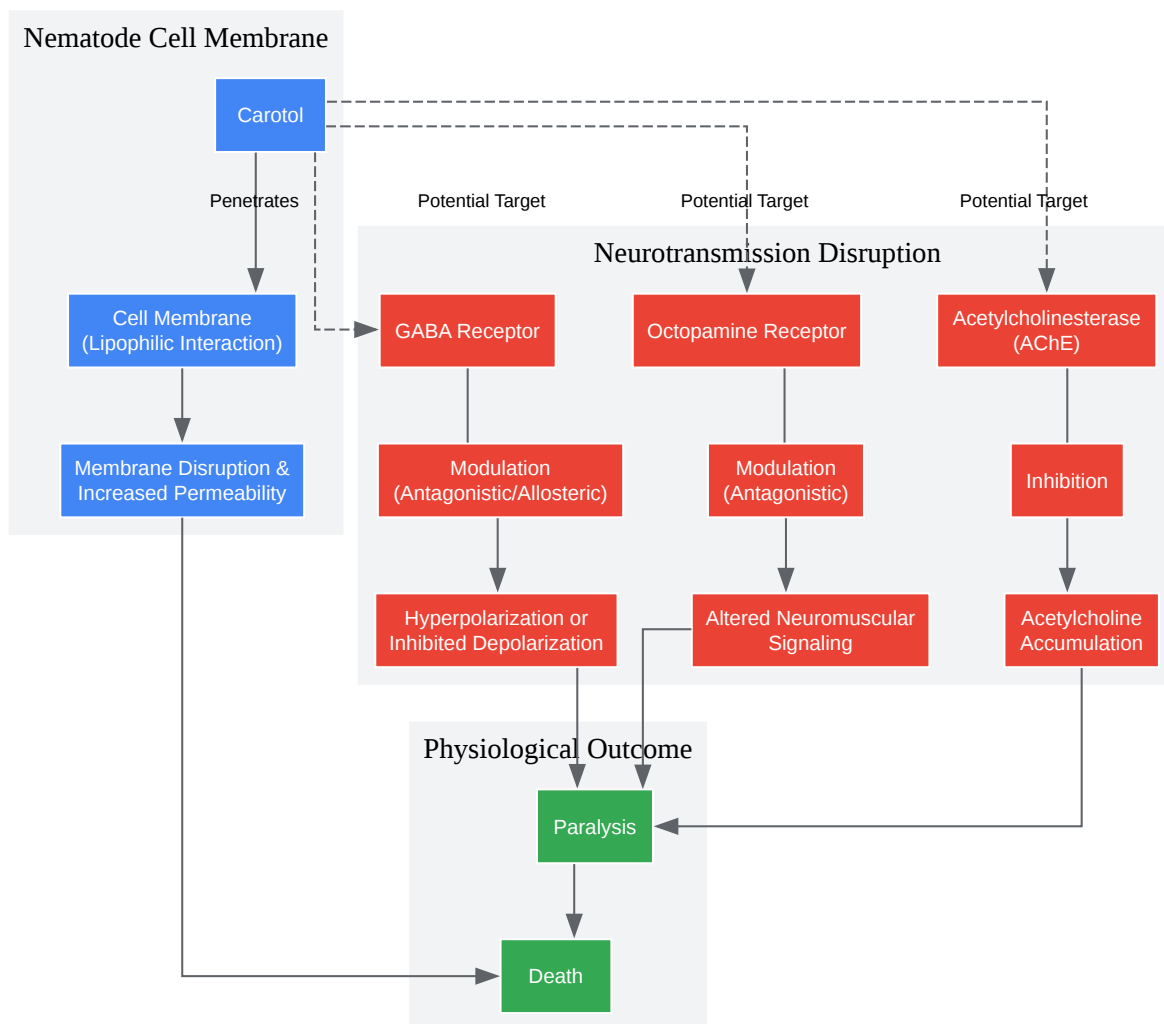 Nematode Cell Membrane
Carotol
Penetrates
Potential Target
Potential Target
Potential Target
Neurotransmission Disruption
Cell Membrane
(Lipophilic Interaction)
GABA Receptor
Octopamine Receptor
Acetylcholinesterase
(AChE)
Membrane Disruption &
Increased Permeability
Modulation
(Antagonistic/Allosteric)
Modulation
(Antagonistic)
Inhibition
Hyperpolarization or
Inhibited Depolarization
Altered Neuromuscular
Signaling
Acetylcholine
Accumulation
Physiological Outcome
Paralysis
Death